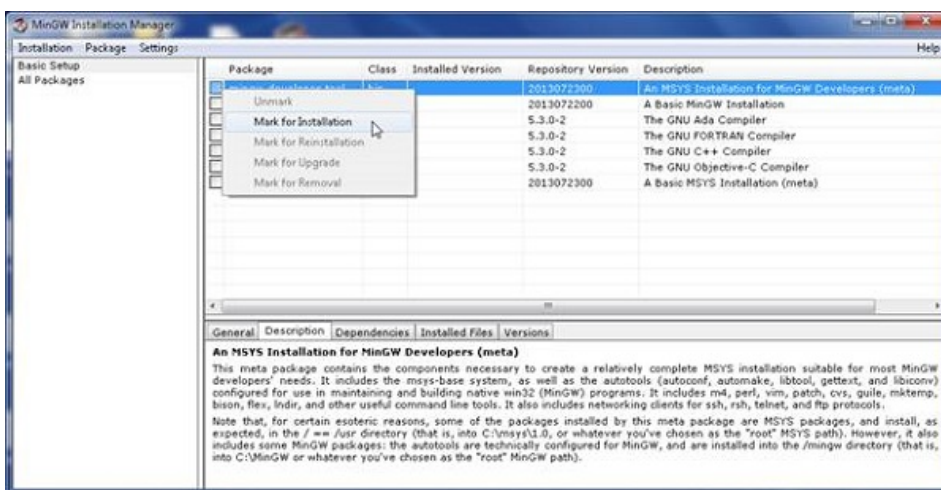 MinGW Installation Manager
Installation Package Settings Help
Basic Setup
All Packages
Package Class Installed Version Repository Version Description
2013072300 An MSYS Installation for MinGW Developers (meta)
Unmark 2013072200 A Basic MinGW Installation
Mark for Installation 5.3.0-2 The GNU Ada Compiler
5.3.0-2 The GNU FORTRAN Compiler
Mark for Reinstallation 5.3.0-2 The GNU C++ Compiler
Mark for Upgrade 5.3.0-2 The GNU Objective-C Compiler
Mark for Removal 2013072300 A Basic MSYS Installation (meta)
General Description Dependencies Installed Files Versions
An MSYS Installation for MinGW Developers (meta)
This meta package contains the components necessary to create a relatively complete MSYS installation suitable for most MinGW
developers' needs. It includes the msys-base system, as well as the autotools (autoconf, automake, libtool, gettext, and libiconv)
configured for use in maintaining and building native win32 (MinGW) programs. It includes m4, perl, vim, patch, cvs, guile, mktemp,
bison, flex, lndir, and other useful command line tools. It also includes networking clients for ssh, rsh, telnet, and ftp protocols.
Note that, for certain esoteric reasons, some of the packages installed by this meta package are MSYS packages, and install, as
expected, in the / == /usr directory (that is, into C:\msys\1.0, or whatever you've chosen as the "root" MSYS path). However, it also
includes some MinGW packages: the autotools are technically configured for MinGW, and are installed into the /mingw directory (that is,
into C:\MinGW or whatever you've chosen as the "root" MinGW path).